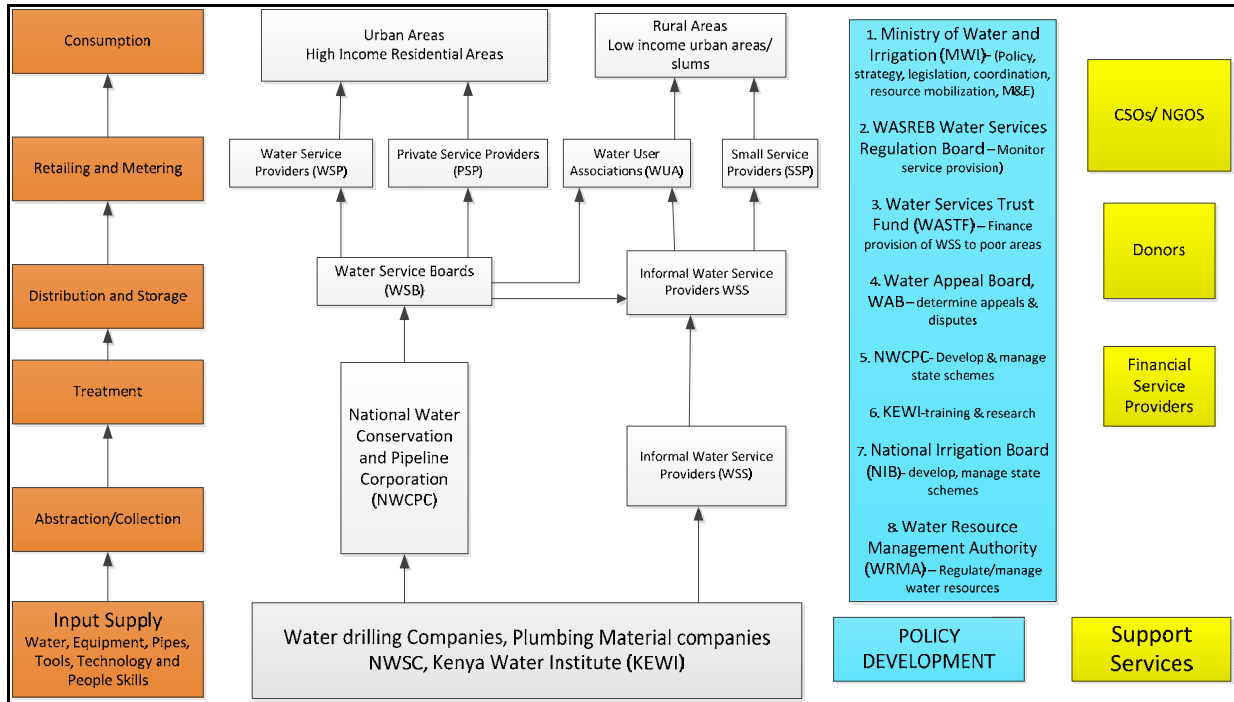 Consumption
Retailing and Metering
Distribution and Storage
Treatment
Abstraction/Collection
Input Supply
Water, Equipment, Pipes,
Tools, Technology and
People Skills
Urban Areas
High Income Residential Areas
Rural Areas
Low income urban areas/
slums
Water Service
Providers (WSP)
Private Service Providers
(PSP)
Water User
Associations (WUA)
Small Service
Providers (SSP)
Water Service Boards
(WSB)
Informal Water Service
Providers WSS
National Water
Conservation
and Pipeline
Corporation
(NWCPC)
Informal Water Service
Providers (WSS)
Water drilling Companies, Plumbing Material companies
NWSC, Kenya Water Institute (KEWI)
1. Ministry of Water and
Irrigation (MWI)- (Policy,
strategy, legislation, coordination,
resource mobilization, M&E)
2. WASREB Water Services
Regulation Board – Monitor
service provision)
3. Water Services Trust
Fund (WASTF) – Finance
provision of WSS to poor areas
4. Water Appeal Board,
WAB – determine appeals &
disputes
5. NWCPC- Develop & manage
state schemes
6. KEWI-training & research
7. National Irrigation Board
(NIB)- develop, manage state
schemes
8. Water Resource
Management Authority
(WRMA) – Regulate/manage
water resources
POLICY
DEVELOPMENT
CSOs/ NGOS
Donors
Financial
Service
Providers
Support
Services